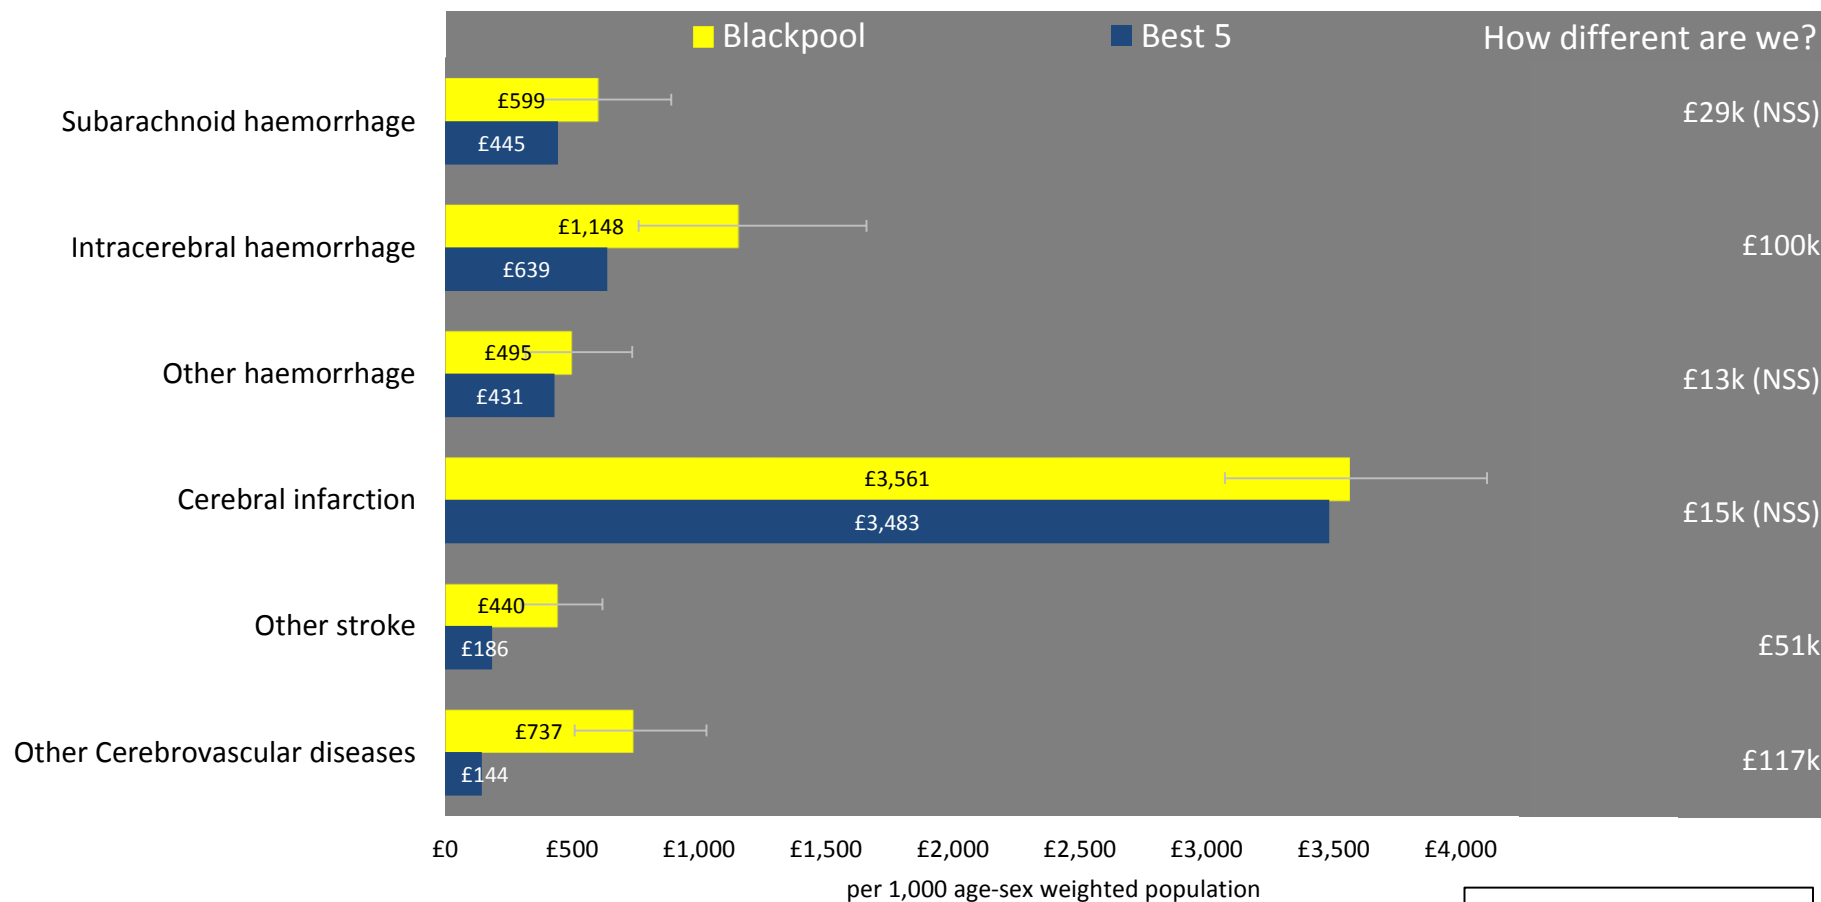 Blackpool Best 5 How different are we?
Subarachnoid haemorrhage £599 £29k (NSS)
£445
Intracerebral haemorrhage £1,148 £100k
£639
Other haemorrhage £495 £13k (NSS)
£431
Cerebral infarction £3,561 £15k (NSS)
£3,483
Other stroke £440 £51k
£186
Other Cerebrovascular diseases £737 £117k
£144
£0 £500 £1,000 £1,500 £2,000 £2,500 £3,000 £3,500 £4,000
per 1,000 age-sex weighted population